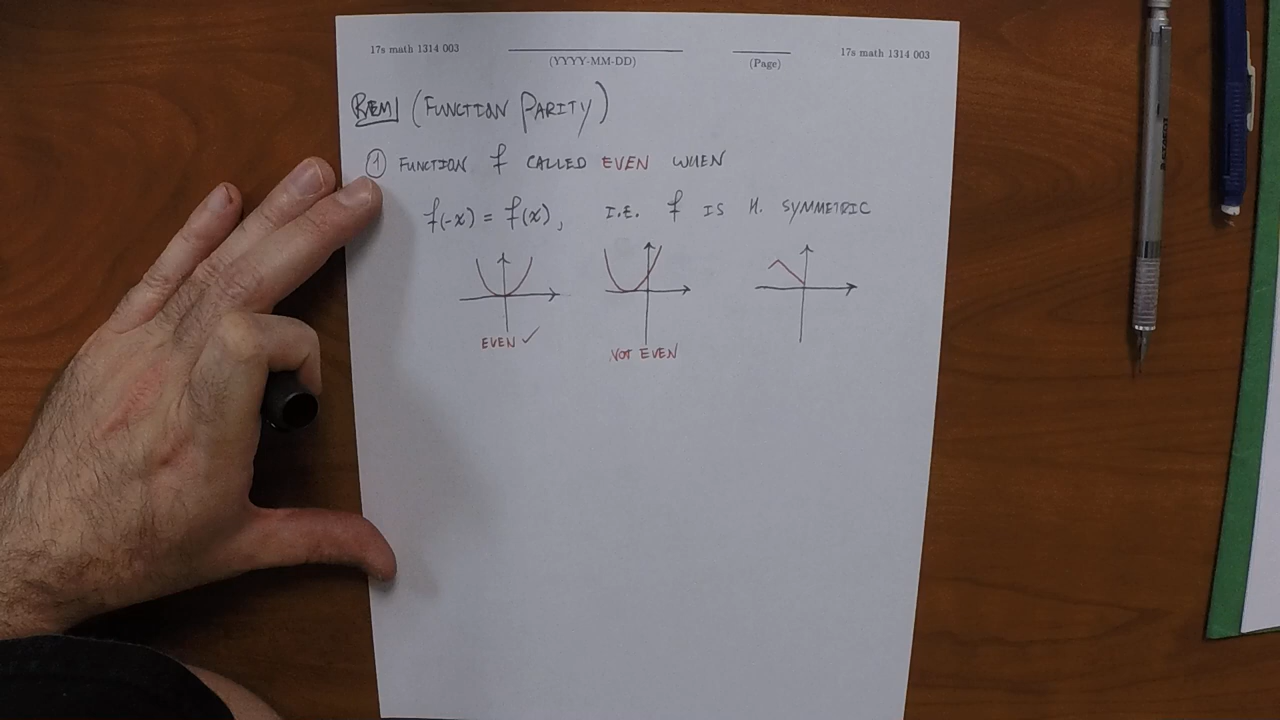 17s math 1314 003
(YYYY-MM-DD)
(Page)
17s math 1314 003
REM (FUNCTION PARITY)
① FUNCTION f CALLED EVEN WHEN
f(-x) = f(x), I.E. f IS H. SYMMETRIC
EVEN ✓
NOT EVEN